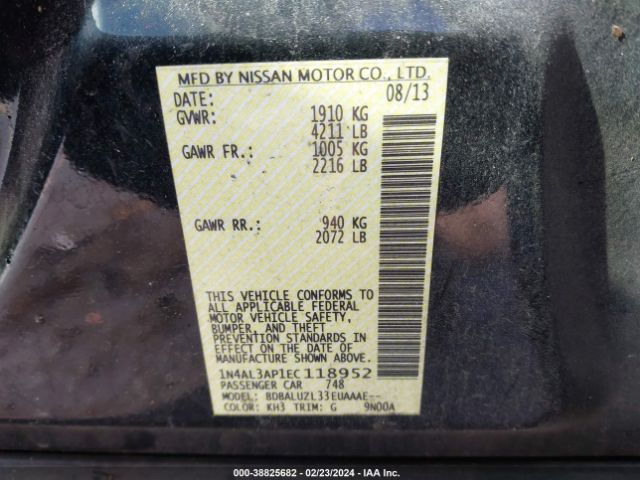 MFD BY NISSAN MOTOR CO., LTD.
DATE: 08/13
GVWR: 1910 KG
4211 LB
GAWR FR.: 1005 KG
2216 LB
GAWR RR.: 940 KG
2072 LB
THIS VEHICLE CONFORMS TO
ALL APPLICABLE FEDERAL
MOTOR VEHICLE SAFETY,
BUMPER, AND THEFT
PREVENTION STANDARDS IN
EFFECT ON THE DATE OF
MANUFACTURE SHOWN ABOVE.
1N4AL3AP1EC118952
PASSENGER CAR 748
MODEL: BDBALUZL33EUAAAE--
COLOR: KH3 TRIM: G 9N00A
000-38825682 - 02/23/2024 - IAA Inc.